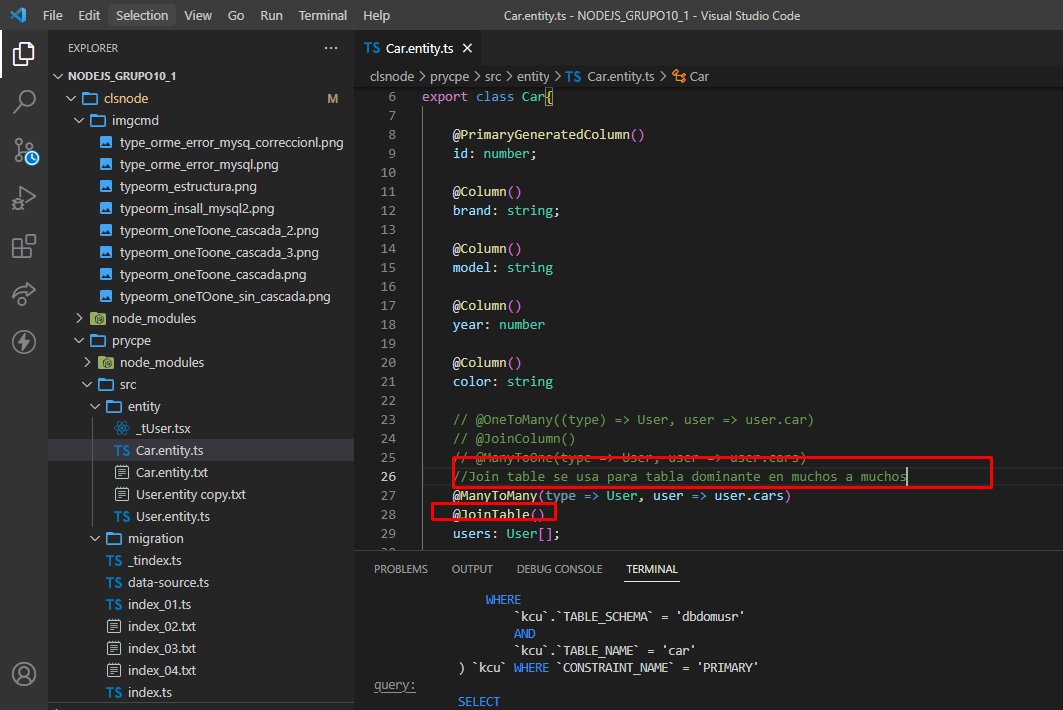 File Edit Selection View Go Run Terminal Help
Car.entity.ts - NODEJS_GRUPO10_1 - Visual Studio Code
EXPLORER
NODEJS_GRUPO10_1
clsnode M
imgcmd
type_orme_error_mysq_correccionl.png
type_orme_error_mysql.png
typeorm_estructura.png
typeorm_insall_mysql2.png
typeorm_oneToone_cascada_2.png
typeorm_oneToone_cascada_3.png
typeorm_oneToone_cascada.png
typeorm_oneTOone_sin_cascada.png
node_modules
prycpe
node_modules
src
entity
_tUser.tsx
TS Car.entity.ts
Car.entity.txt
User.entity copy.txt
TS User.entity.ts
migration
TS _tindex.ts
TS data-source.ts
TS index_01.ts
index_02.txt
index_03.txt
index_04.txt
TS index.ts
TS Car.entity.ts
clsnode > prycpe > src > entity > TS Car.entity.ts > Car
6 export class Car{
7
8 @PrimaryGeneratedColumn()
9 id: number;
10
11 @Column()
12 brand: string;
13
14 @Column()
15 model: string
16
17 @Column()
18 year: number
19
20 @Column()
21 color: string
22
23 // @OneToMany((type) => User, user => user.car)
24 // @JoinColumn()
25 // @ManyToOne(type => User, user => user.cars)
26 //Join table se usa para tabla dominante en muchos a muchos
27 @ManyToMany(type => User, user => user.cars)
28 @JoinTable()
29 users: User[];
PROBLEMS OUTPUT DEBUG CONSOLE TERMINAL
WHERE
`kcu`.`TABLE_SCHEMA` = 'dbdomusr'
AND
`kcu`.`TABLE_NAME` = 'car'
) `kcu` WHERE `CONSTRAINT_NAME` = 'PRIMARY'
query:
SELECT